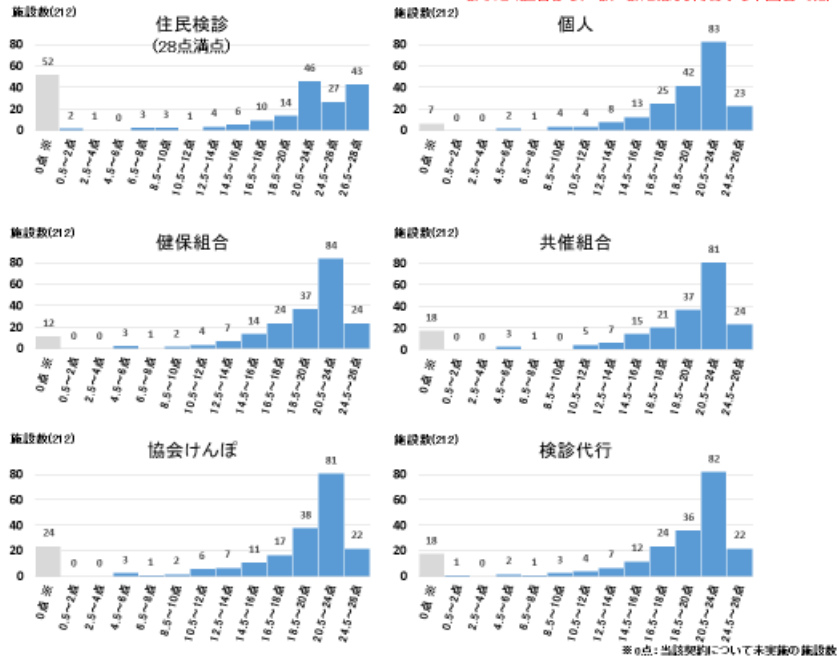 施設数(212)
住民検診
(28点満点)
80
60
40
20
0
52
2
1
0
3
3
1
4
6
10
14
46
27
43
0点 ※
0.5~2点
2.5~4点
4.5~6点
6.5~8点
8.5~10点
10.5~12点
12.5~14点
14.5~16点
16.5~18点
18.5~20点
20.5~24点
24.5~26点
26.5~28点
施設数(212)
個人
80
60
40
20
0
7
0
0
2
1
4
4
8
13
25
42
83
23
0点 ※
0.5~2点
2.5~4点
4.5~6点
6.5~8点
8.5~10点
10.5~12点
12.5~14点
14.5~16点
16.5~18点
18.5~20点
20.5~24点
24.5~26点
施設数(212)
健保組合
80
60
40
20
0
12
0
0
3
1
2
4
7
14
24
37
84
24
0点 ※
0.5~2点
2.5~4点
4.5~6点
6.5~8点
8.5~10点
10.5~12点
12.5~14点
14.5~16点
16.5~18点
18.5~20点
20.5~24点
24.5~26点
施設数(212)
共催組合
80
60
40
20
0
18
0
0
3
1
0
5
7
15
21
37
81
24
0点 ※
0.5~2点
2.5~4点
4.5~6点
6.5~8点
8.5~10点
10.5~12点
12.5~14点
14.5~16点
16.5~18点
18.5~20点
20.5~24点
24.5~26点
施設数(212)
協会けんぽ
80
60
40
20
0
24
0
0
3
1
2
6
7
11
17
38
81
22
0点 ※
0.5~2点
2.5~4点
4.5~6点
6.5~8点
8.5~10点
10.5~12点
12.5~14点
14.5~16点
16.5~18点
18.5~20点
20.5~24点
24.5~26点
施設数(212)
検診代行
80
60
40
20
0
18
1
0
2
1
3
4
7
12
24
36
82
22
0点 ※
0.5~2点
2.5~4点
4.5~6点
6.5~8点
8.5~10点
10.5~12点
12.5~14点
14.5~16点
16.5~18点
18.5~20点
20.5~24点
24.5~26点
※0点:当該契約について未実施の施設数